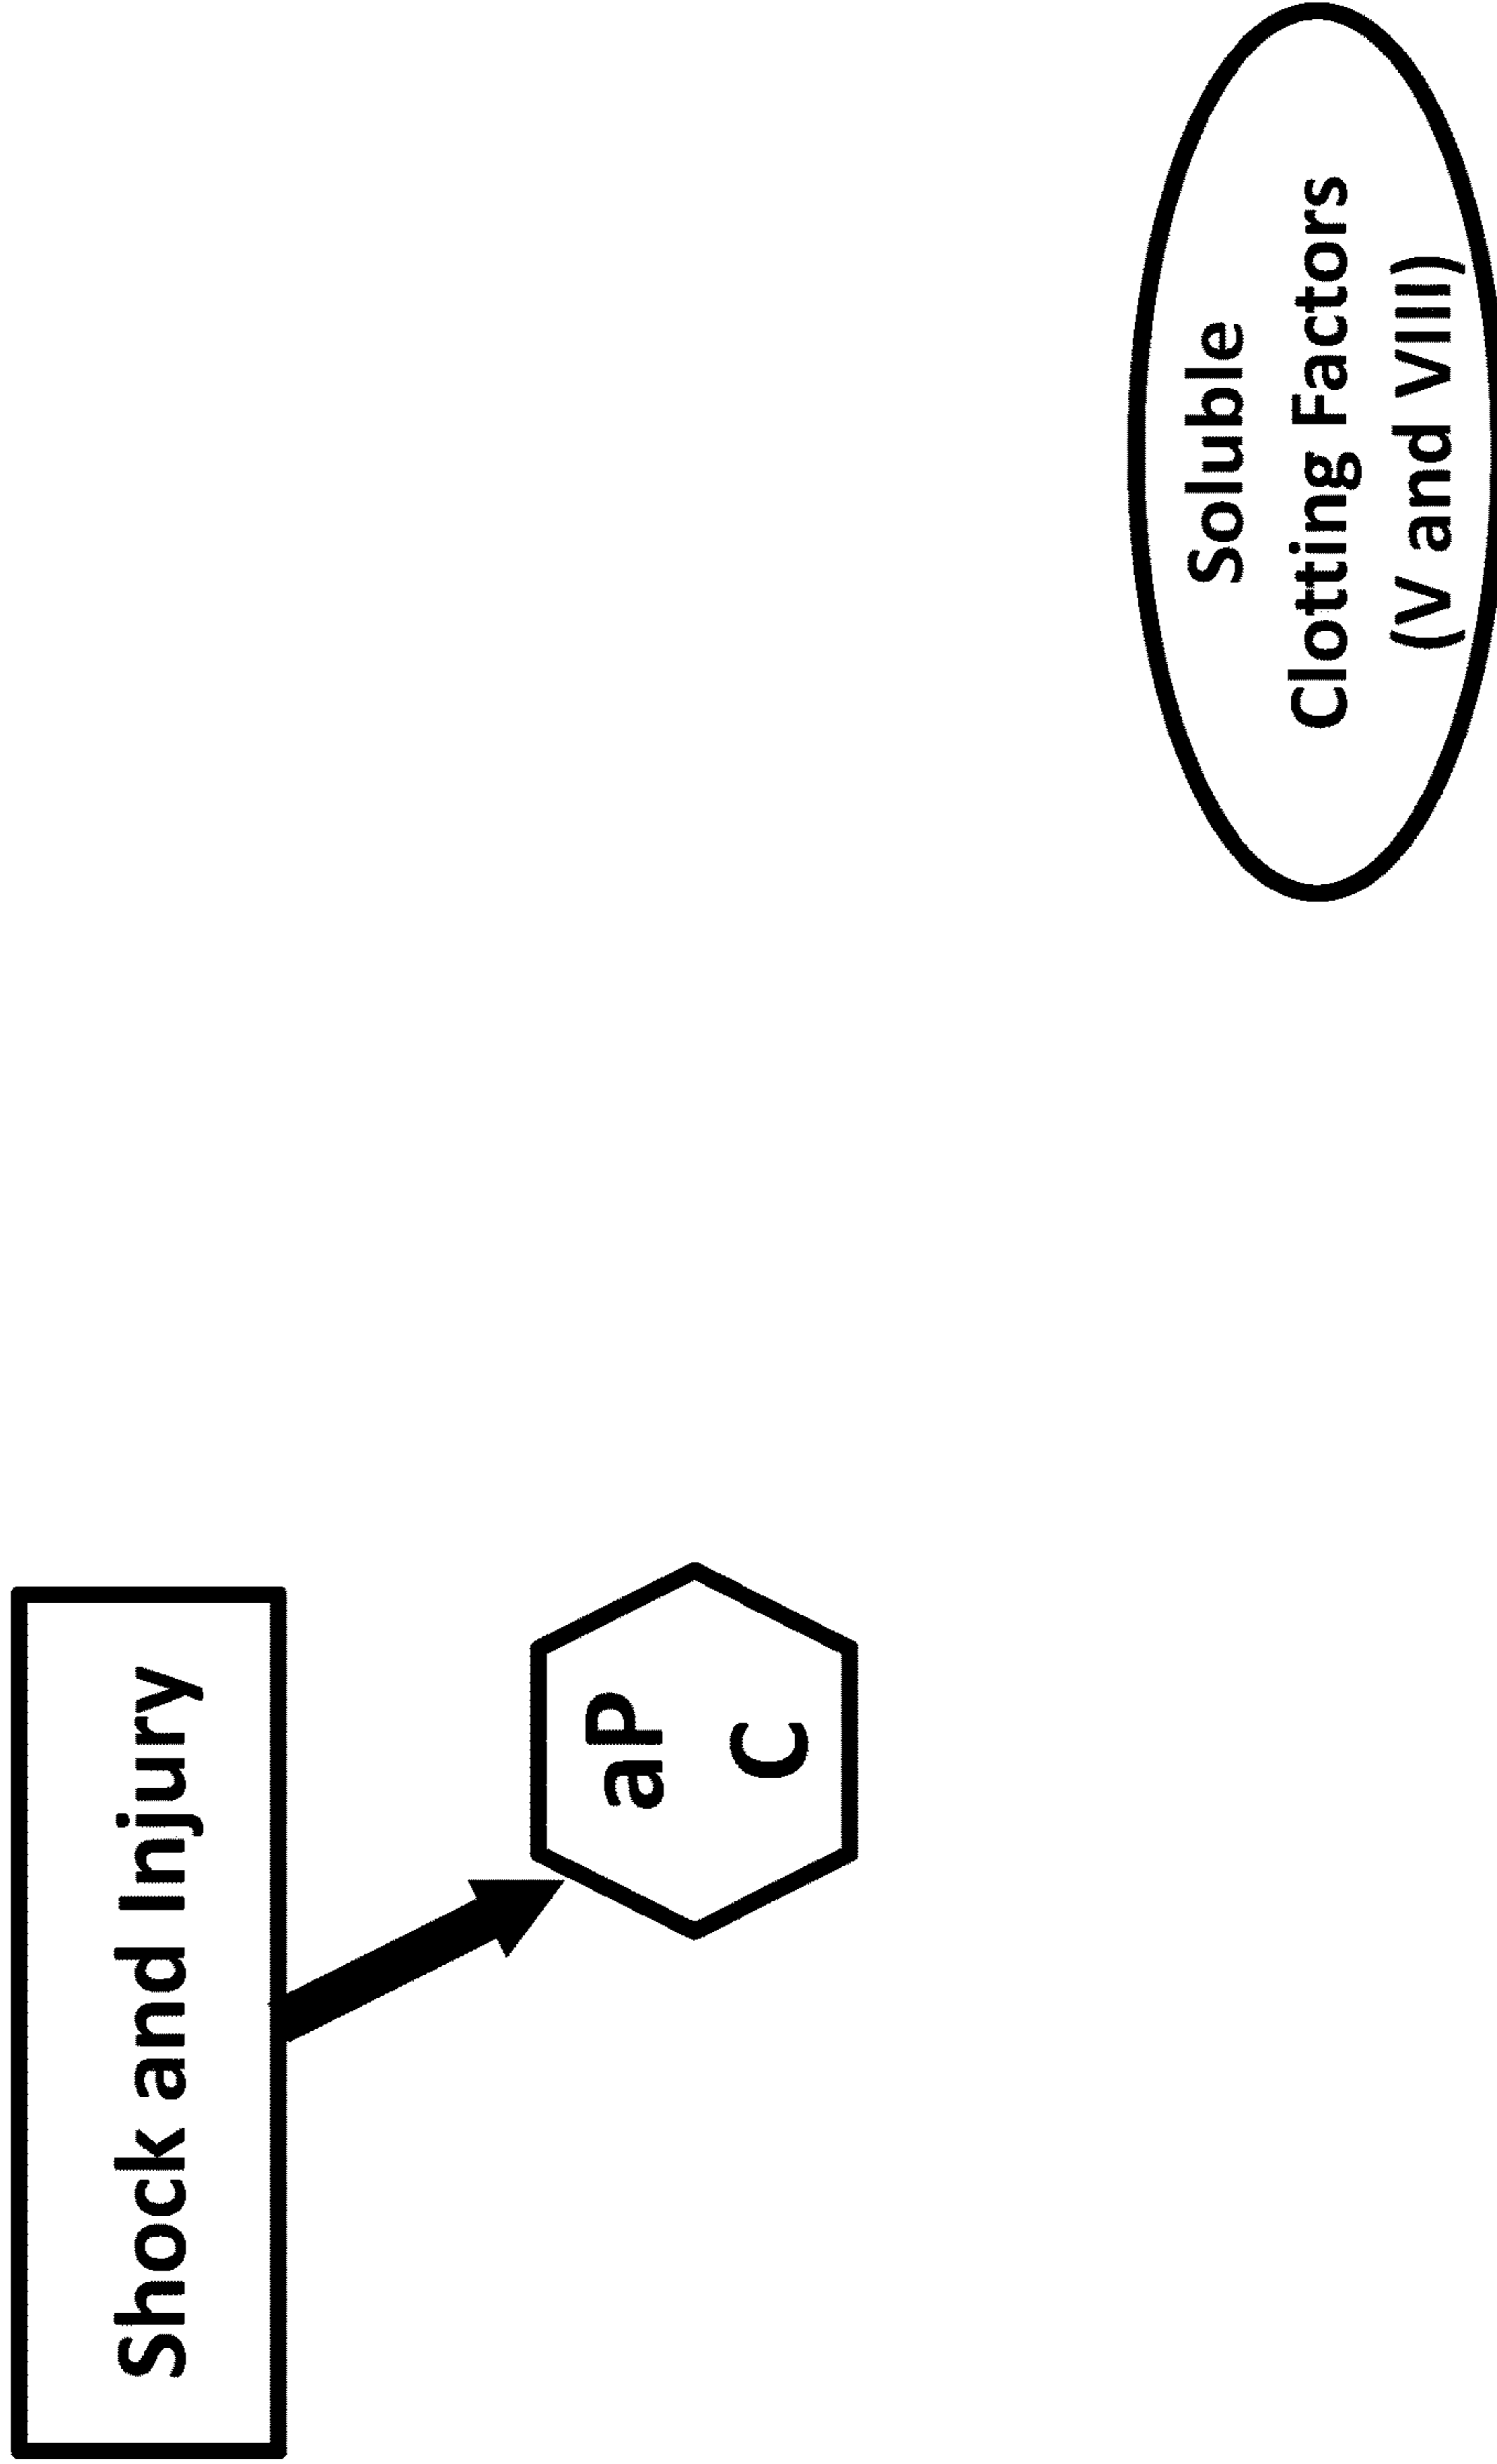 Shock and Injury
aP
C
Soluble
Clotting Factors
(V and VIII)